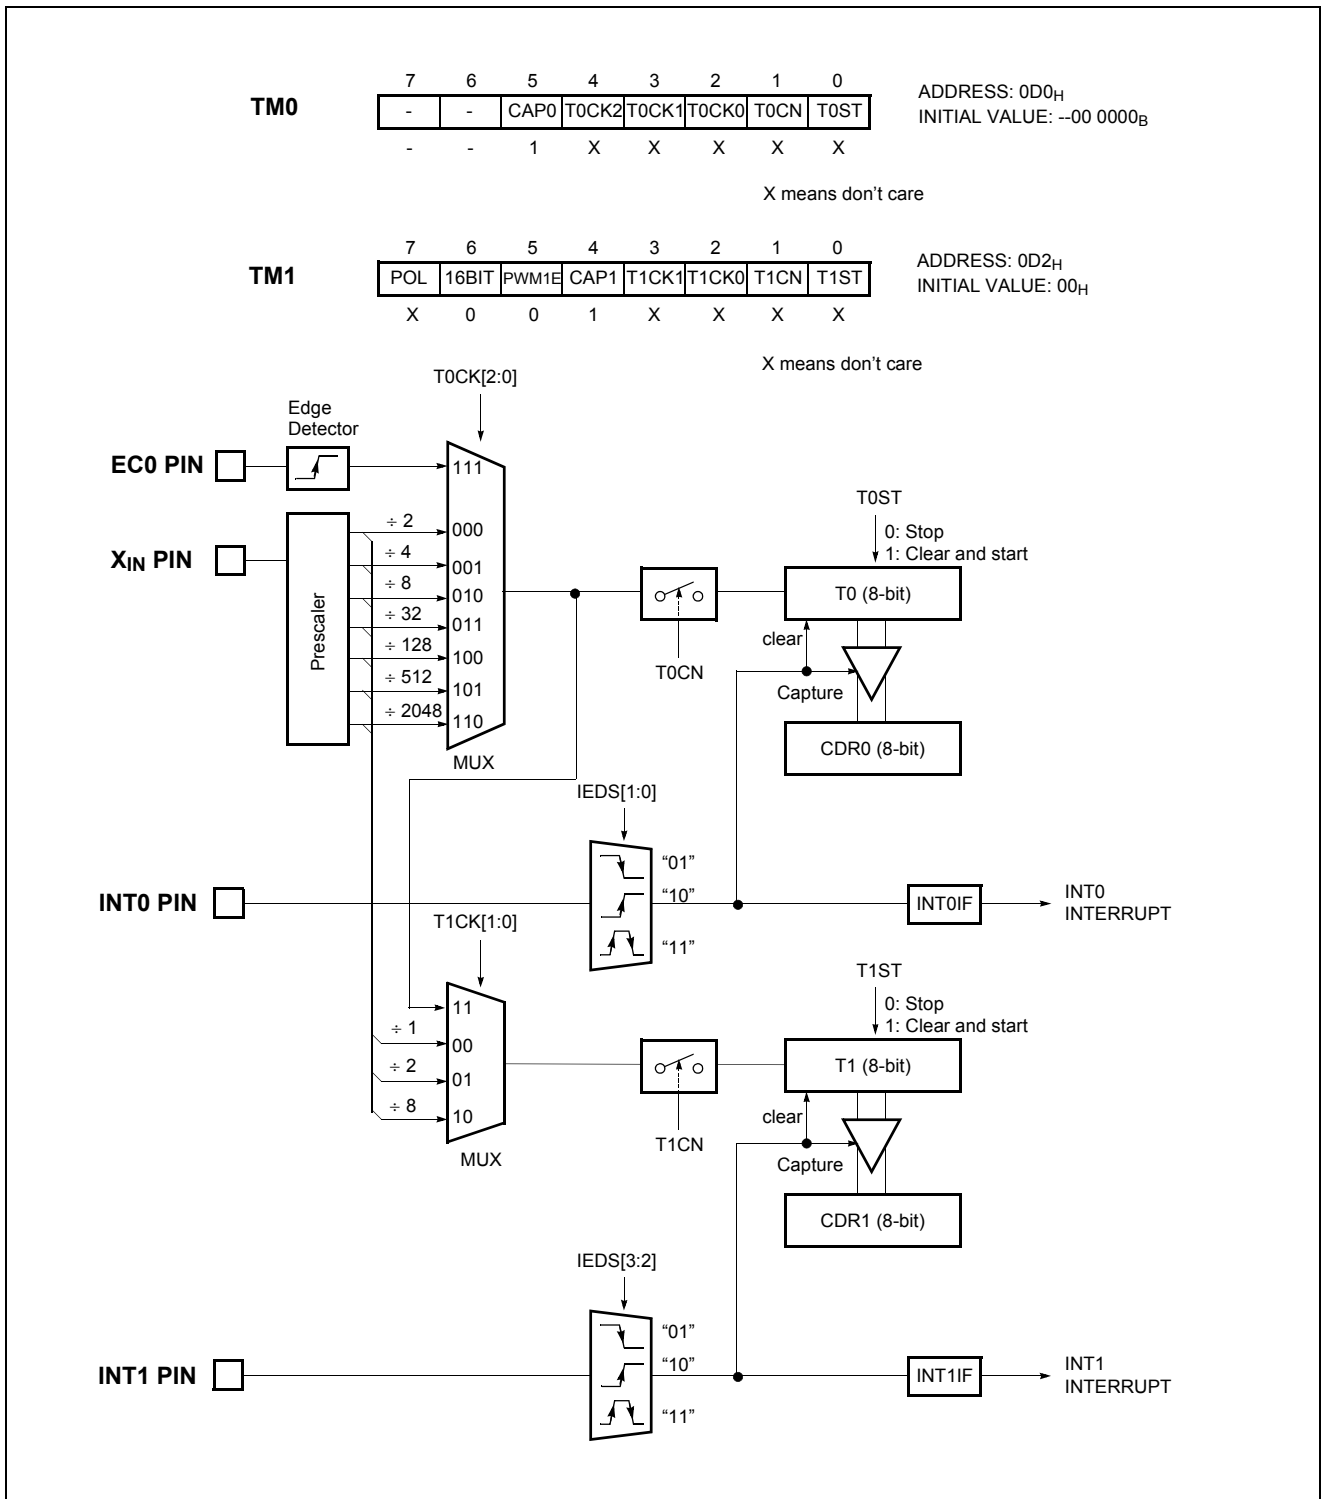 7 6 5 4 3 2 1 0
TM0
- - CAP0 T0CK2 T0CK1 T0CK0 T0CN T0ST
- - 1 X X X X X
ADDRESS: 0D0H
INITIAL VALUE: --00 0000B
X means don't care
7 6 5 4 3 2 1 0
TM1
POL 16BIT PWM1E CAP1 T1CK1 T1CK0 T1CN T1ST
X 0 0 1 X X X X
ADDRESS: 0D2H
INITIAL VALUE: 00H
X means don't care
T0CK[2:0]
Edge
Detector
EC0 PIN
111
XIN PIN
Prescaler
÷ 2
000
÷ 4
001
÷ 8
010
÷ 32
011
÷ 128
100
÷ 512
101
÷ 2048
110
MUX
T0CN
T0ST
0: Stop
1: Clear and start
T0 (8-bit)
clear
Capture
CDR0 (8-bit)
IEDS[1:0]
INT0 PIN
“01”
“10”
“11”
INT0IF
INT0
INTERRUPT
T1CK[1:0]
11
÷ 1
00
÷ 2
01
÷ 8
10
MUX
T1CN
T1ST
0: Stop
1: Clear and start
T1 (8-bit)
clear
Capture
CDR1 (8-bit)
IEDS[3:2]
INT1 PIN
“01”
“10”
“11”
INT1IF
INT1
INTERRUPT